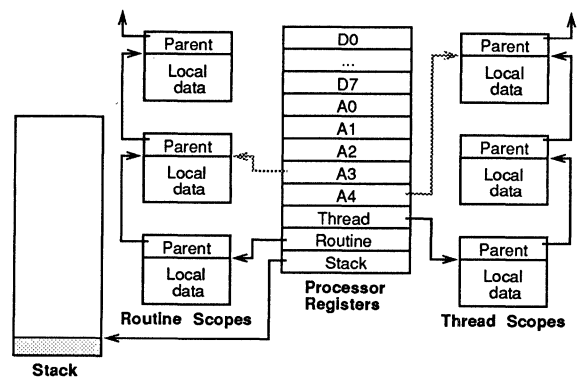 Parent
Local
data
Parent
Local
data
Parent
Local
data
Routine Scopes
Stack
D0
...
D7
A0
A1
A2
A3
A4
Thread
Routine
Stack
Processor
Registers
Parent
Local
data
Parent
Local
data
Parent
Local
data
Thread Scopes